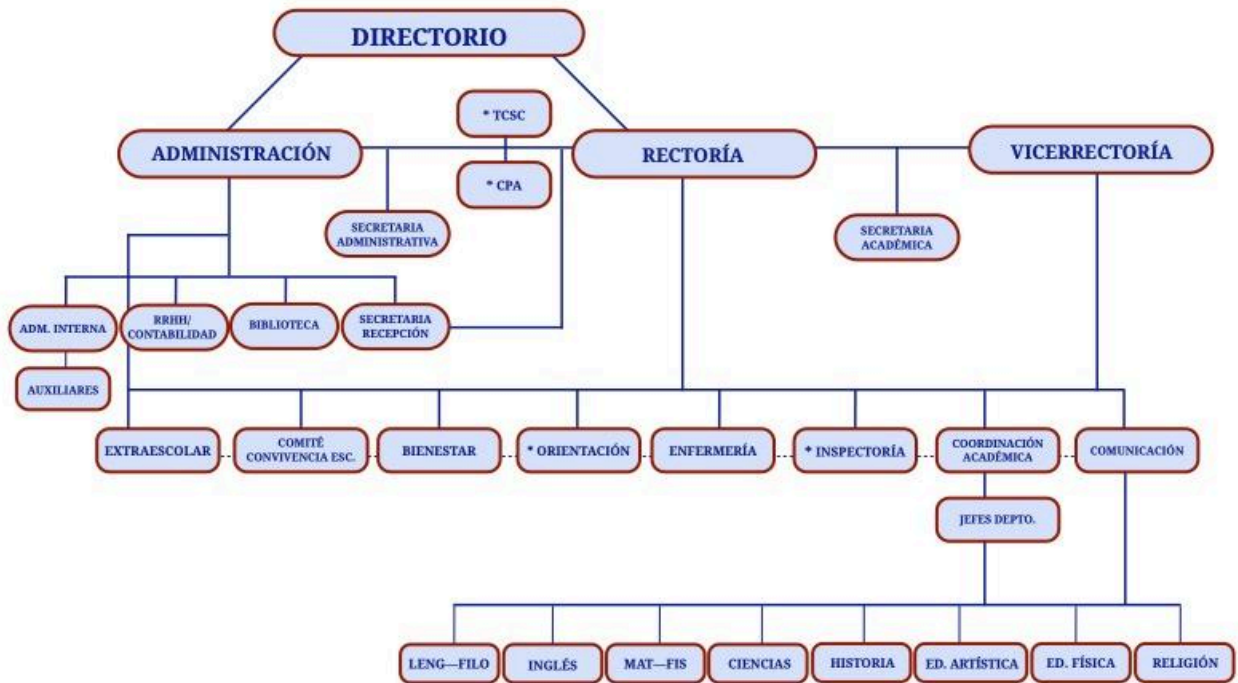 DIRECTORIO
* TCSC
ADMINISTRACIÓN
RECTORÍA
VICERRECTORÍA
* CPA
SECRETARIA
ADMINISTRATIVA
SECRETARIA
ACADÉMICA
ADM. INTERNA
RRHH/
CONTABILIDAD
BIBLIOTECA
SECRETARIA
RECEPCIÓN
AUXILIARES
EXTRAESCOLAR
COMITÉ
CONVIVENCIA ESC.
BIENESTAR
* ORIENTACIÓN
ENFERMERÍA
* INSPECTORÍA
COORDINACIÓN
ACADÉMICA
COMUNICACIÓN
JEFES DEPTO.
LENG—FILO
INGLÉS
MAT—FIS
CIENCIAS
HISTORIA
ED. ARTÍSTICA
ED. FÍSICA
RELIGIÓN